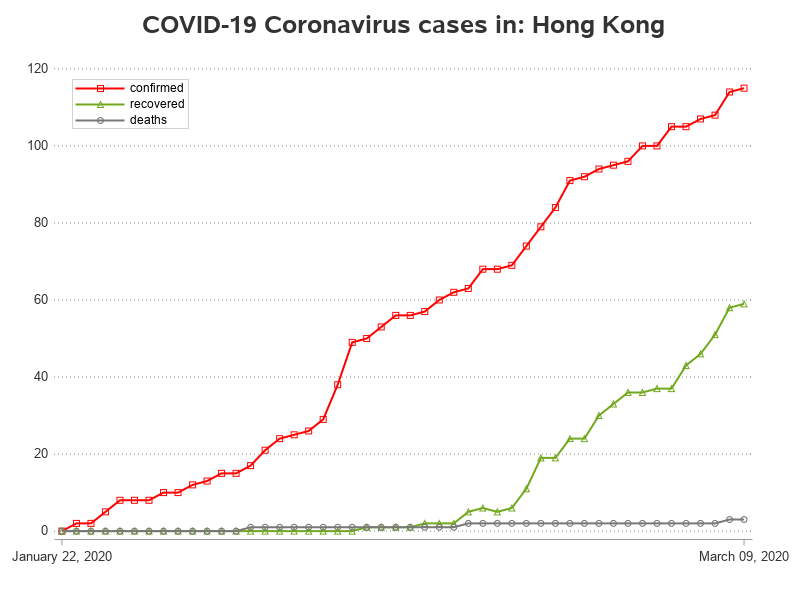 COVID-19 Coronavirus cases in: Hong Kong
120
confirmed
recovered
deaths
100
80
60
40
20
0
January 22, 2020
March 09, 2020